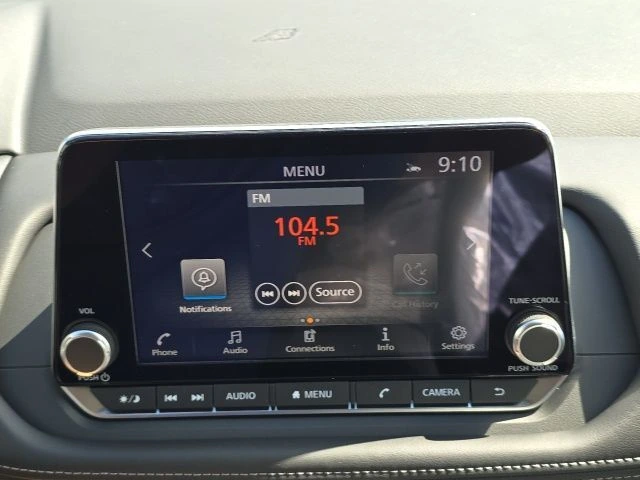 MENU 9:10
FM
104.5
FM
Source
Notifications
Call History
VOL
TUNE-SCROLL
Phone Audio Connections Info Settings
PUSH
PUSH SOUND
AUDIO MENU CAMERA